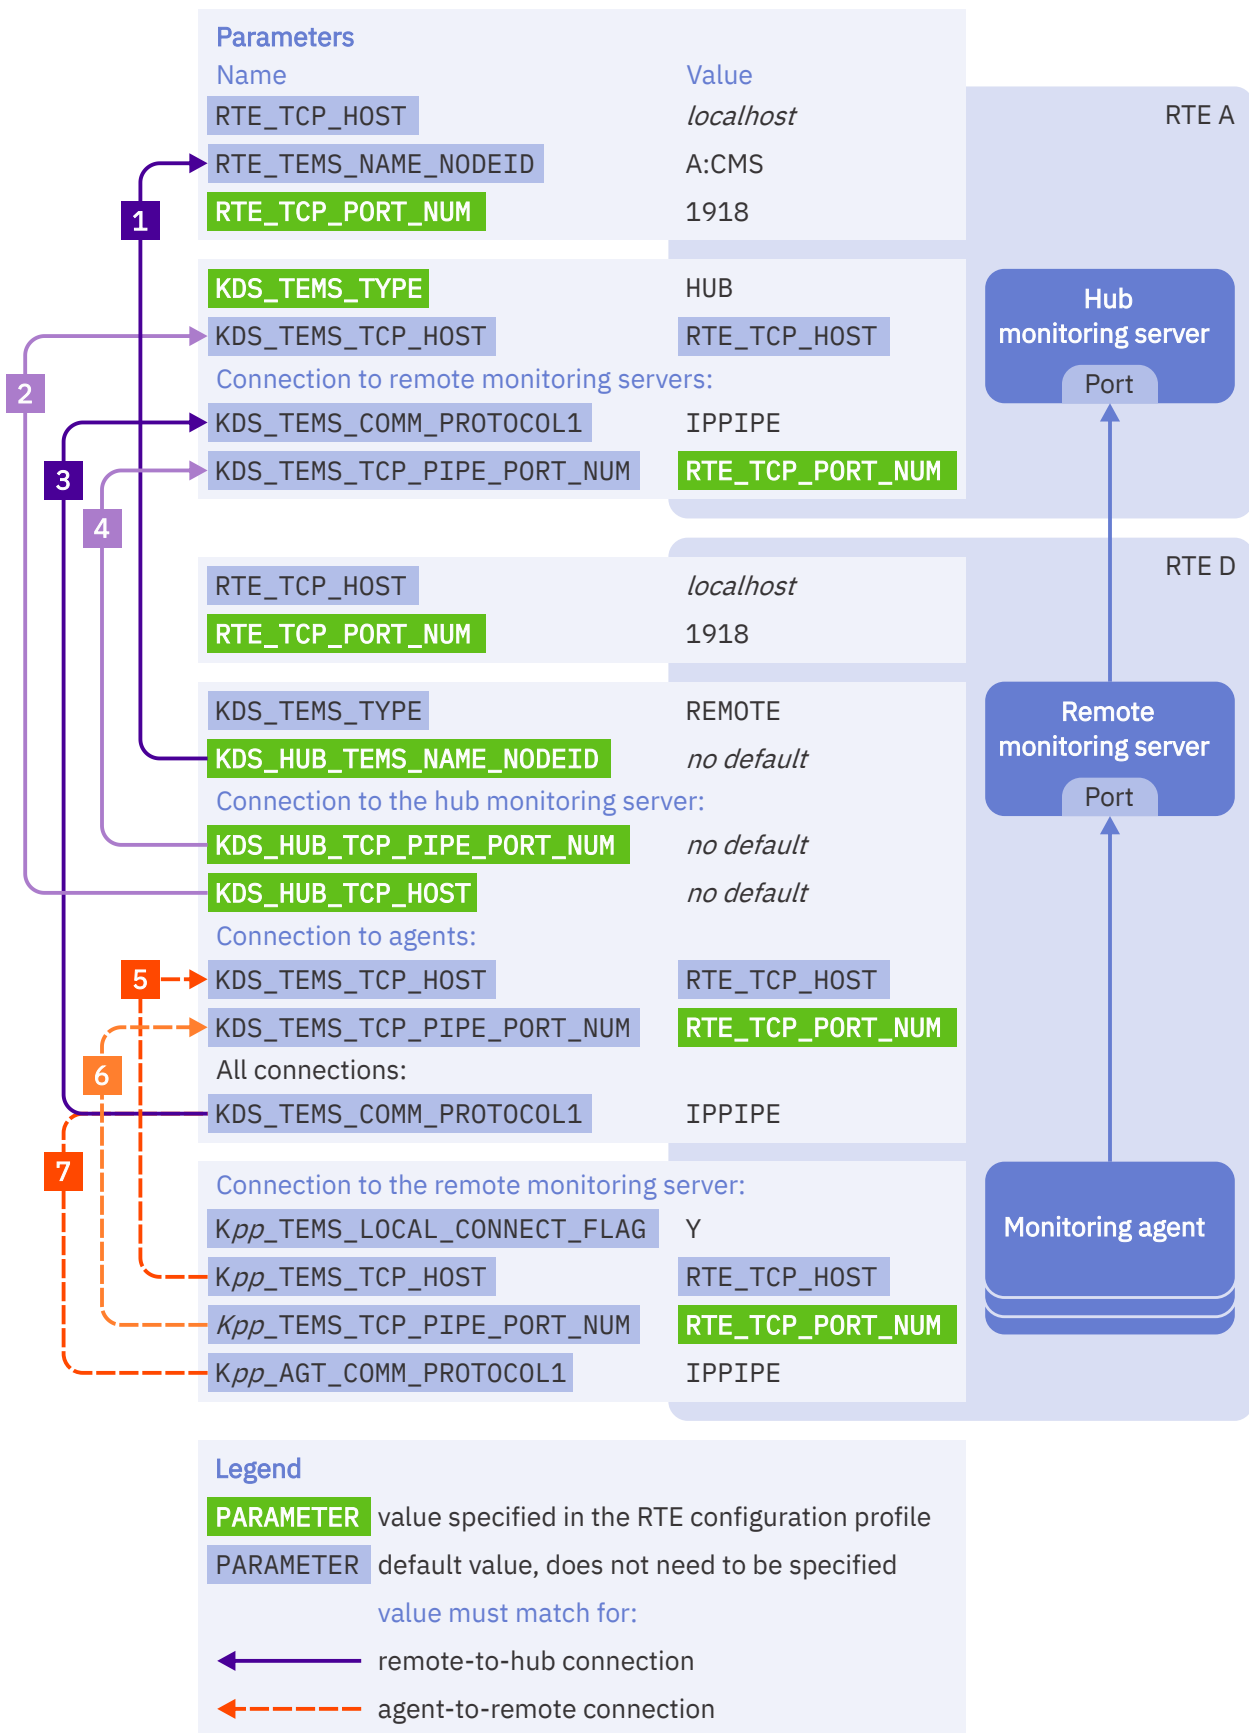 Parameters
Name Value
RTE_TCP_HOST localhost RTE A
RTE_TEMS_NAME_NODEID A:CMS
1 RTE_TCP_PORT_NUM 1918
KDS_TEMS_TYPE HUB
Hub
monitoring server
Port
2 KDS_TEMS_TCP_HOST RTE_TCP_HOST
Connection to remote monitoring servers:
KDS_TEMS_COMM_PROTOCOL1 IPPIPE
3 KDS_TEMS_TCP_PIPE_PORT_NUM RTE_TCP_PORT_NUM
4
RTE D
RTE_TCP_HOST localhost
RTE_TCP_PORT_NUM 1918
KDS_TEMS_TYPE REMOTE
Remote
monitoring server
Port
KDS_HUB_TEMS_NAME_NODEID no default
Connection to the hub monitoring server:
KDS_HUB_TCP_PIPE_PORT_NUM no default
KDS_HUB_TCP_HOST no default
Connection to agents:
5 KDS_TEMS_TCP_HOST RTE_TCP_HOST
KDS_TEMS_TCP_PIPE_PORT_NUM RTE_TCP_PORT_NUM
6 All connections:
KDS_TEMS_COMM_PROTOCOL1 IPPIPE
7 Connection to the remote monitoring server:
Kpp_TEMS_LOCAL_CONNECT_FLAG Y
Monitoring agent
Kpp_TEMS_TCP_HOST RTE_TCP_HOST
Kpp_TEMS_TCP_PIPE_PORT_NUM RTE_TCP_PORT_NUM
Kpp_AGT_COMM_PROTOCOL1 IPPIPE
Legend
PARAMETER value specified in the RTE configuration profile
PARAMETER default value, does not need to be specified
value must match for:
remote-to-hub connection
agent-to-remote connection